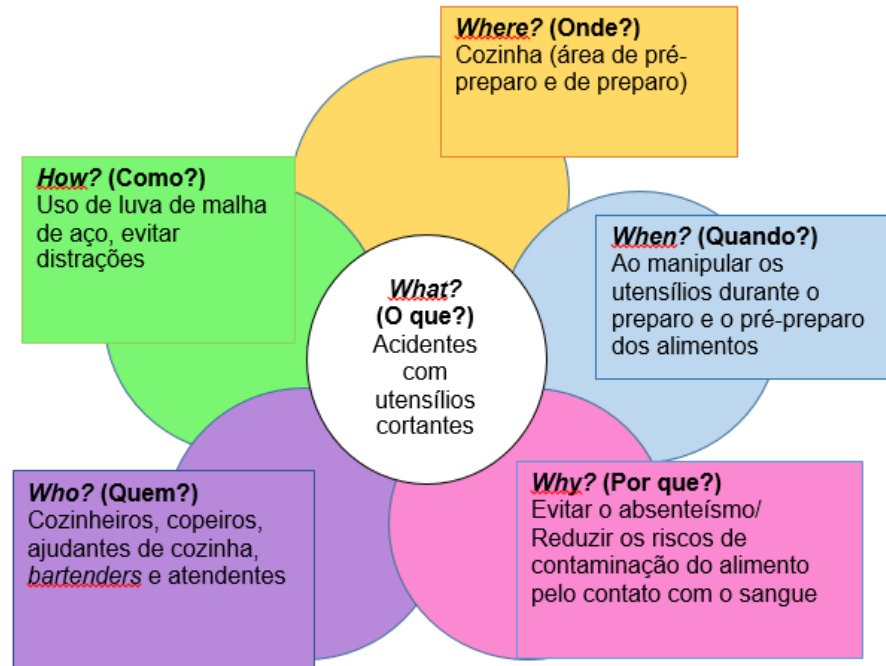 Where? (Onde?)
Cozinha (área de pré-
preparo e de preparo)
How? (Como?)
Uso de luva de malha
de aço, evitar
distrações
When? (Quando?)
Ao manipular os
utensílios durante o
preparo e o pré-preparo
dos alimentos
What?
(O que?)
Acidentes
com
utensílios
cortantes
Who? (Quem?)
Cozinheiros, copeiros,
ajudantes de cozinha,
bartenders e atendentes
Why? (Por que?)
Evitar o absenteísmo/
Reduzir os riscos de
contaminação do alimento
pelo contato com o sangue